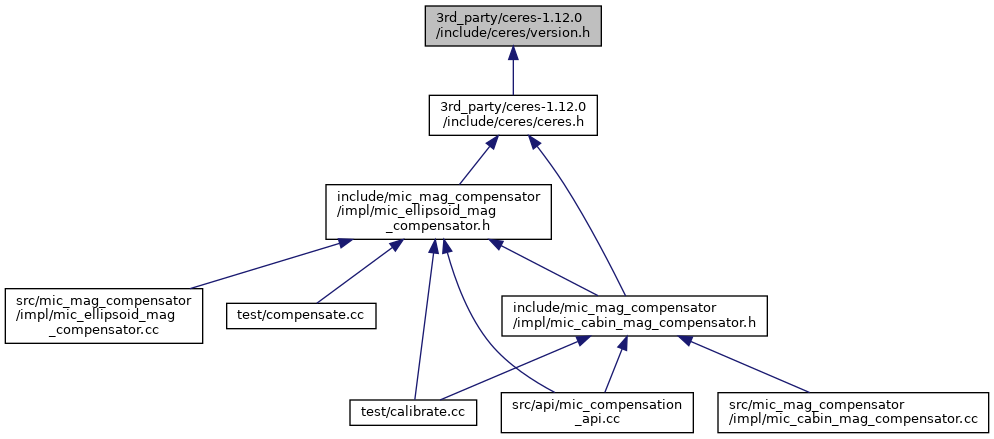 3rd_party/ceres-1.12.0
/include/ceres/version.h
3rd_party/ceres-1.12.0
/include/ceres/ceres.h
include/mic_mag_compensator
/impl/mic_ellipsoid_mag
_compensator.h
src/mic_mag_compensator
/impl/mic_ellipsoid_mag
_compensator.cc
test/compensate.cc
include/mic_mag_compensator
/impl/mic_cabin_mag_compensator.h
test/calibrate.cc
src/api/mic_compensation
_api.cc
src/mic_mag_compensator
/impl/mic_cabin_mag_compensator.cc